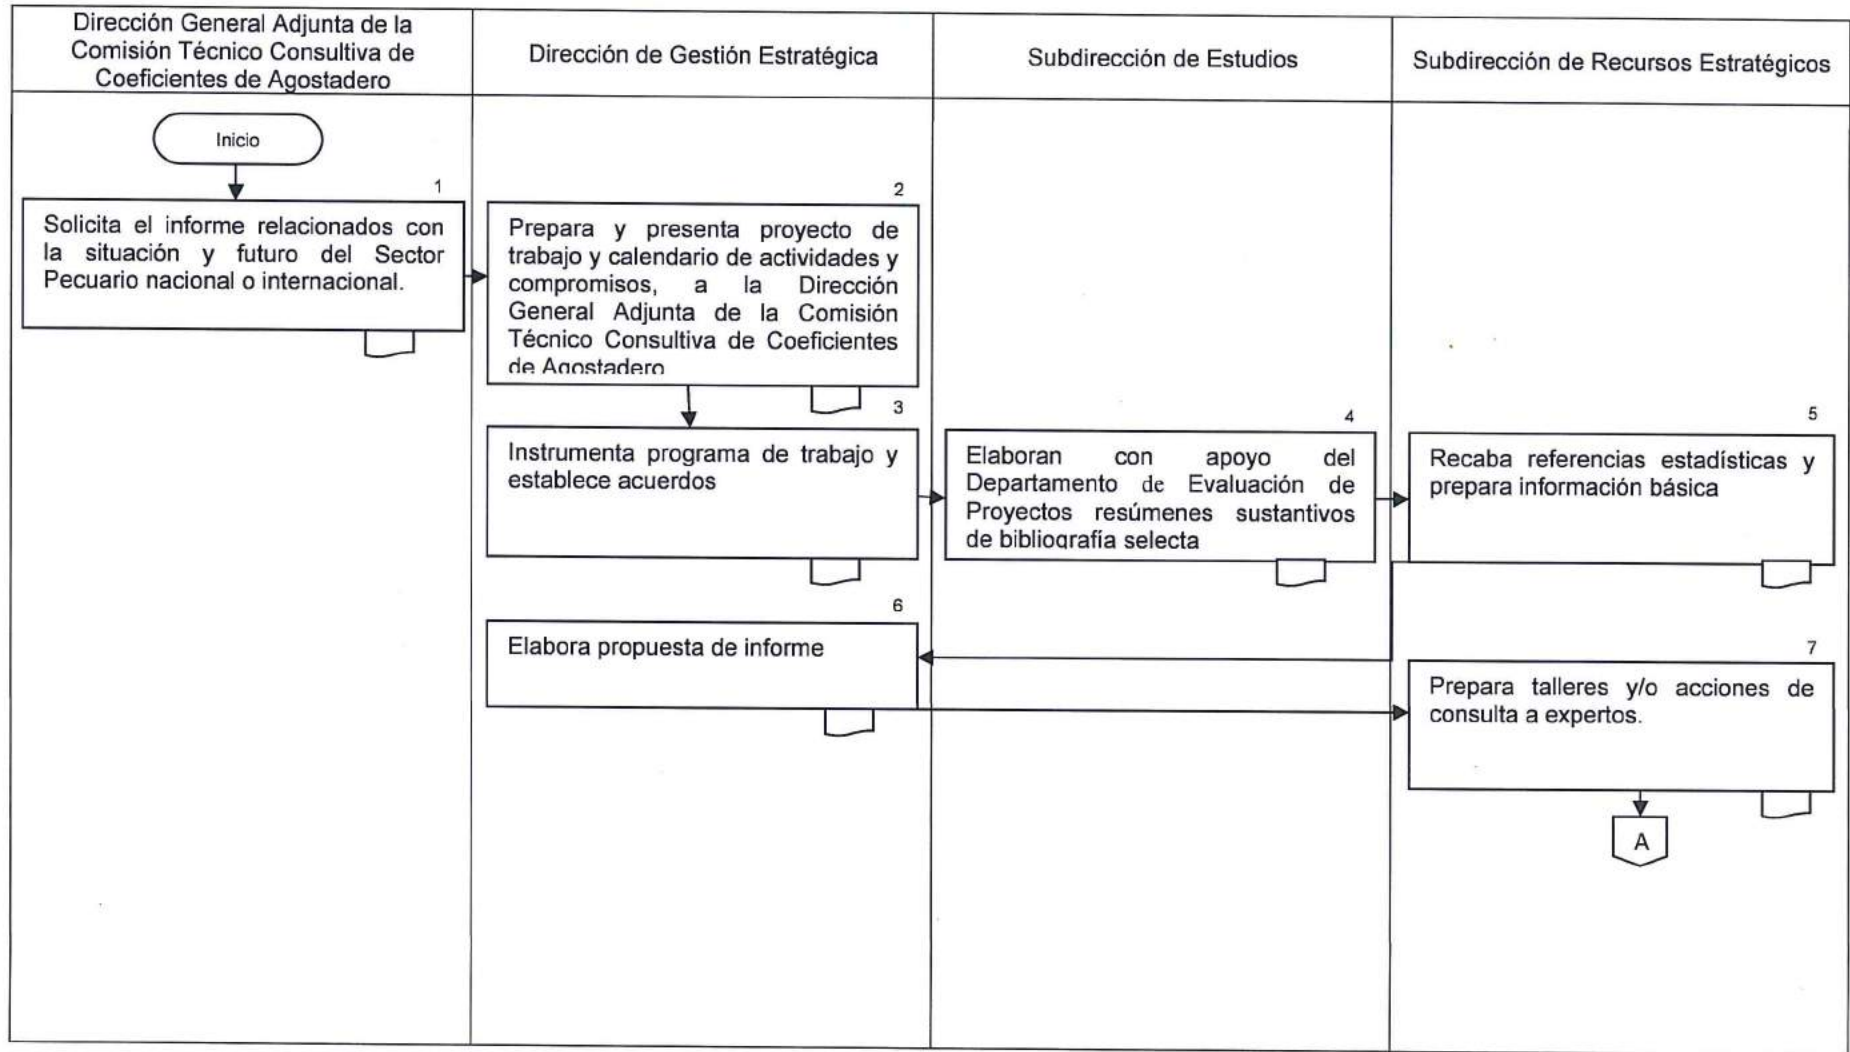 Dirección General Adjunta de la
Comisión Técnico Consultiva de
Coeficientes de Agostadero
Dirección de Gestión Estratégica
Subdirección de Estudios
Subdirección de Recursos Estratégicos
Inicio
1
Solicita el informe relacionados con
la situación y futuro del Sector
Pecuario nacional o internacional.
2
Prepara y presenta proyecto de
trabajo y calendario de actividades y
compromisos, a la Dirección
General Adjunta de la Comisión
Técnico Consultiva de Coeficientes
de Agostadero
3
Instrumenta programa de trabajo y
establece acuerdos
4
Elaboran con apoyo del
Departamento de Evaluación de
Proyectos resúmenes sustantivos
de bibliografía selecta
5
Recaba referencias estadísticas y
prepara información básica
6
Elabora propuesta de informe
7
Prepara talleres y/o acciones de
consulta a expertos.
A